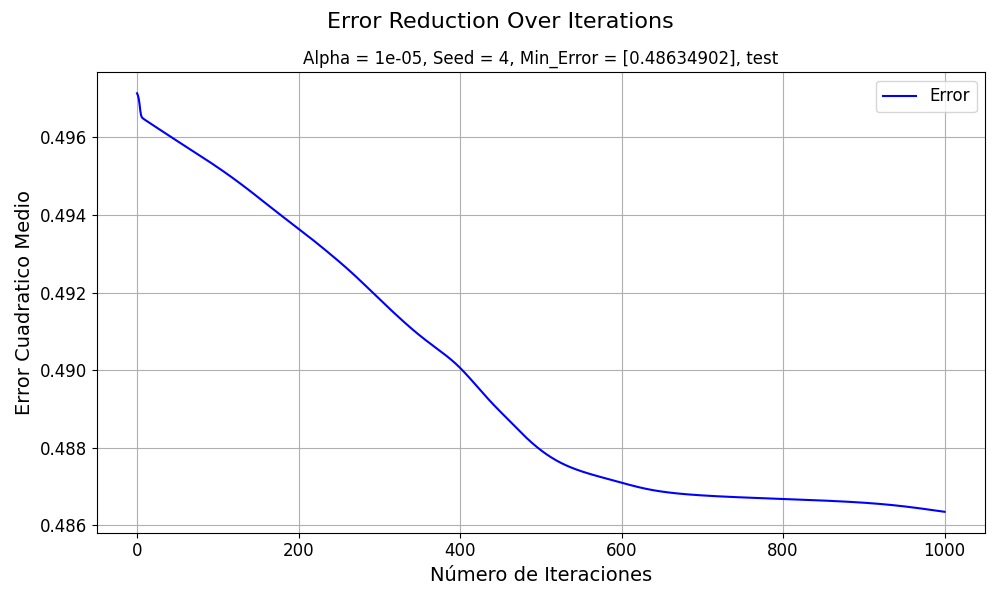 Error Reduction Over Iterations
Alpha = 1e-05, Seed = 4, Min_Error = [0.48634902], test
Error
0.496
0.494
0.492
0.490
0.488
0.486
Error Cuadratico Medio
0 200 400 600 800 1000
Número de Iteraciones